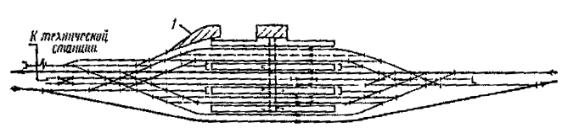 1
К технической
станции